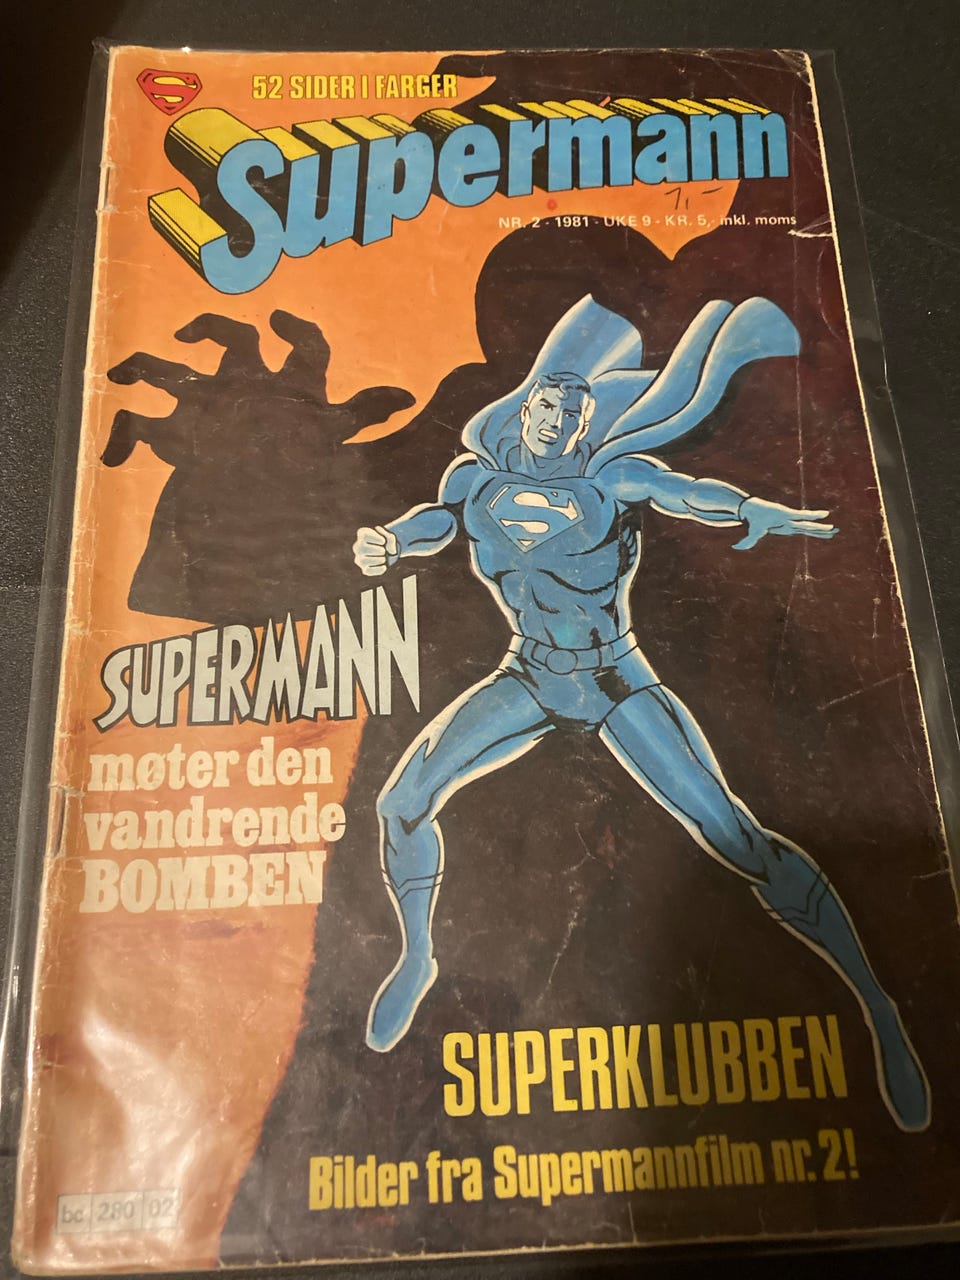 52 SIDER I FARGER
Supermann
7,-
NR. 2 - 1981 - UKE 9 - KR. 5,- inkl. moms
S
SUPERMANN
møter den
vandrende
BOMBEN
SUPERKLUBBEN
Bilder fra Supermannfilm nr. 2!
bc 280 02